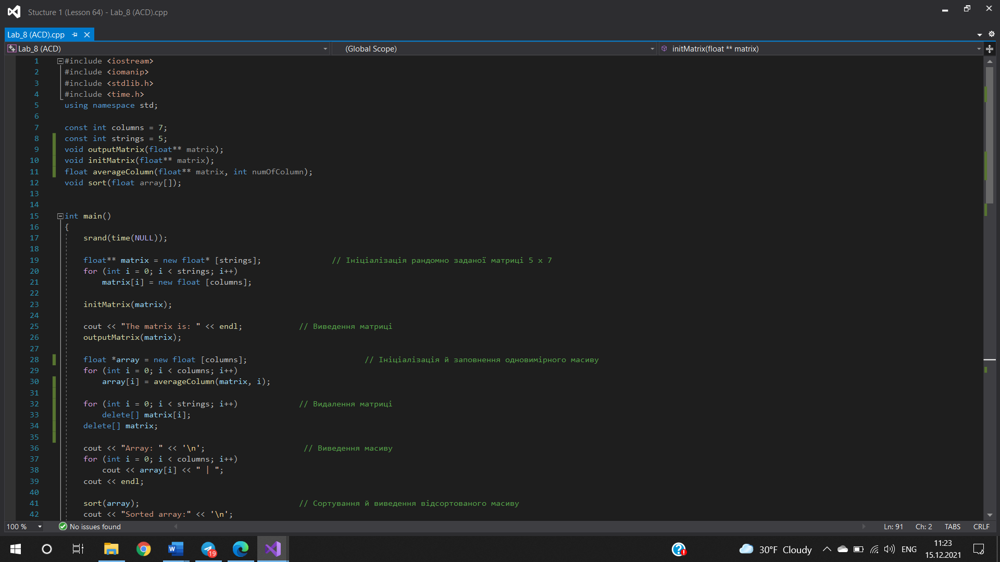 Stucture 1 (Lesson 64) - Lab_8 (ACD).cpp
Lab_8 (ACD).cpp
Lab_8 (ACD) (Global Scope) initMatrix(float ** matrix)
1 #include <iostream>
2 #include <iomanip>
3 #include <stdlib.h>
4 #include <time.h>
5 using namespace std;
6
7 const int columns = 7;
8 const int strings = 5;
9 void outputMatrix(float** matrix);
10 void initMatrix(float** matrix);
11 float averageColumn(float** matrix, int numOfColumn);
12 void sort(float array[]);
13
14
15 int main()
16 {
17 srand(time(NULL));
18
19 float** matrix = new float* [strings]; // Ініціалізація рандомно заданої матриці 5 x 7
20 for (int i = 0; i < strings; i++)
21 matrix[i] = new float [columns];
22
23 initMatrix(matrix);
24
25 cout << "The matrix is: " << endl; // Виведення матриці
26 outputMatrix(matrix);
27
28 float *array = new float [columns]; // Ініціалізація й заповнення одновимірного масиву
29 for (int i = 0; i < columns; i++)
30 array[i] = averageColumn(matrix, i);
31
32 for (int i = 0; i < strings; i++) // Видалення матриці
33 delete[] matrix[i];
34 delete[] matrix;
35
36 cout << "Array: " << '\n'; // Виведення масиву
37 for (int i = 0; i < columns; i++)
38 cout << array[i] << " | ";
39 cout << endl;
40
41 sort(array); // Сортування й виведення відсортованого масиву
42 cout << "Sorted array:" << '\n';
100 % No issues found Ln: 91 Ch: 2 TABS CRLF
19 30°F Cloudy ENG 11:23
15.12.2021